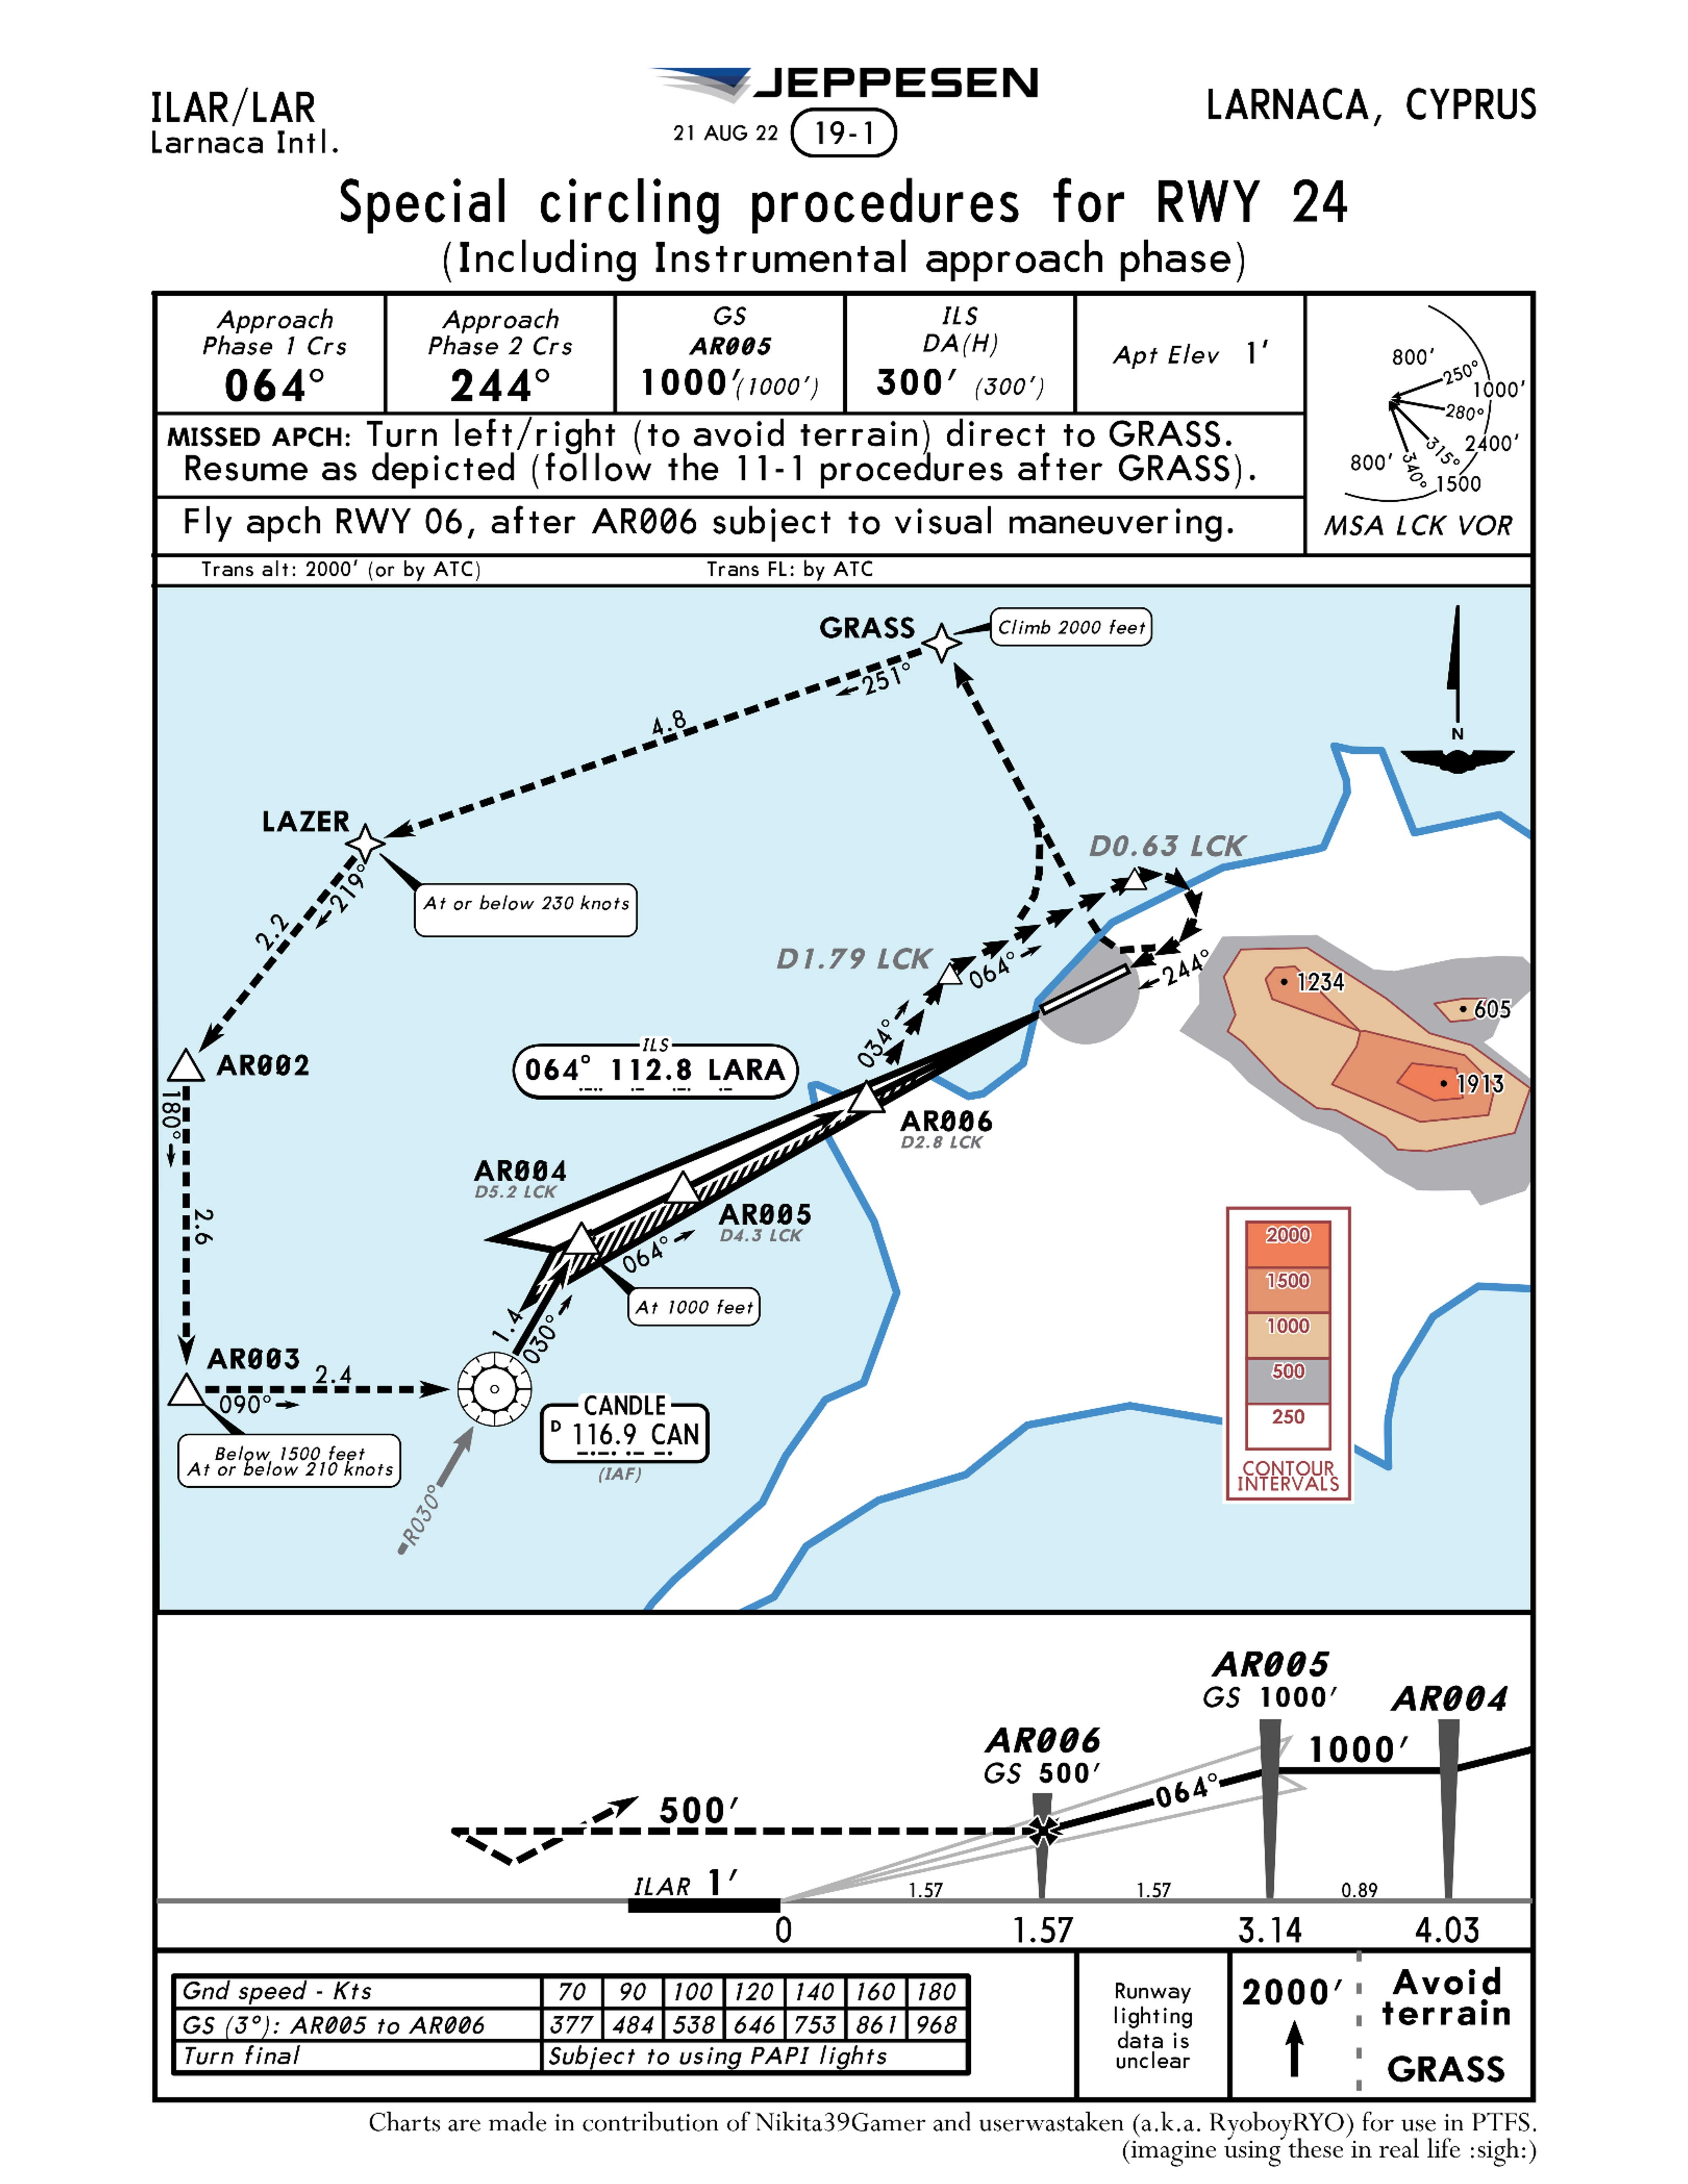 ILAR/LAR
Larnaca Intl.
JEPPESEN
21 AUG 22
19-1
LARNACA, CYPRUS
Special circling procedures for RWY 24
(Including Instrumental approach phase)
Approach
Phase 1 Crs
064°
Approach
Phase 2 Crs
244°
GS
AR005
1000'(1000')
ILS
DA(H)
300' (300')
Apt Elev 1'
MISSED APCH: Turn left/right (to avoid terrain) direct to GRASS.
Resume as depicted (follow the 11-1 procedures after GRASS).
Fly apch RWY 06, after AR006 subject to visual maneuvering.
800'
250°
1000'
280°
2400'
315°
1500
340°
800'
MSA LCK VOR
Trans alt: 2000' (or by ATC)
Trans FL: by ATC
GRASS
Climb 2000 feet
251°
4.8
N
LAZER
At or below 230 knots
219°
2.2
D0.63 LCK
D1.79 LCK
064°
244°
034°
1234
605
1913
AR002
180°
2.6
ILS
064° 112.8 LARA
AR006
D2.8 LCK
AR004
D5.2 LCK
AR005
D4.3 LCK
064°
At 1000 feet
1.4
030°
AR003
2.4
090°
Below 1500 feet
At or below 210 knots
CANDLE
D 116.9 CAN
(IAF)
R030°
2000
1500
1000
500
250
CONTOUR
INTERVALS
AR005
GS 1000'
AR004
AR006
GS 500'
1000'
064°
500'
ILAR 1'
1.57
1.57
0.89
0
1.57
3.14
4.03
Gnd speed - Kts 70 90 100 120 140 160 180
GS (3°): AR005 to AR006 377 484 538 646 753 861 968
Turn final Subject to using PAPI lights
Runway
lighting
data is
unclear
2000'
Avoid
terrain
GRASS
Charts are made in contribution of Nikita39Gamer and userwastaken (a.k.a. RyoboyRYO) for use in PTFS.
(imagine using these in real life :sigh:)